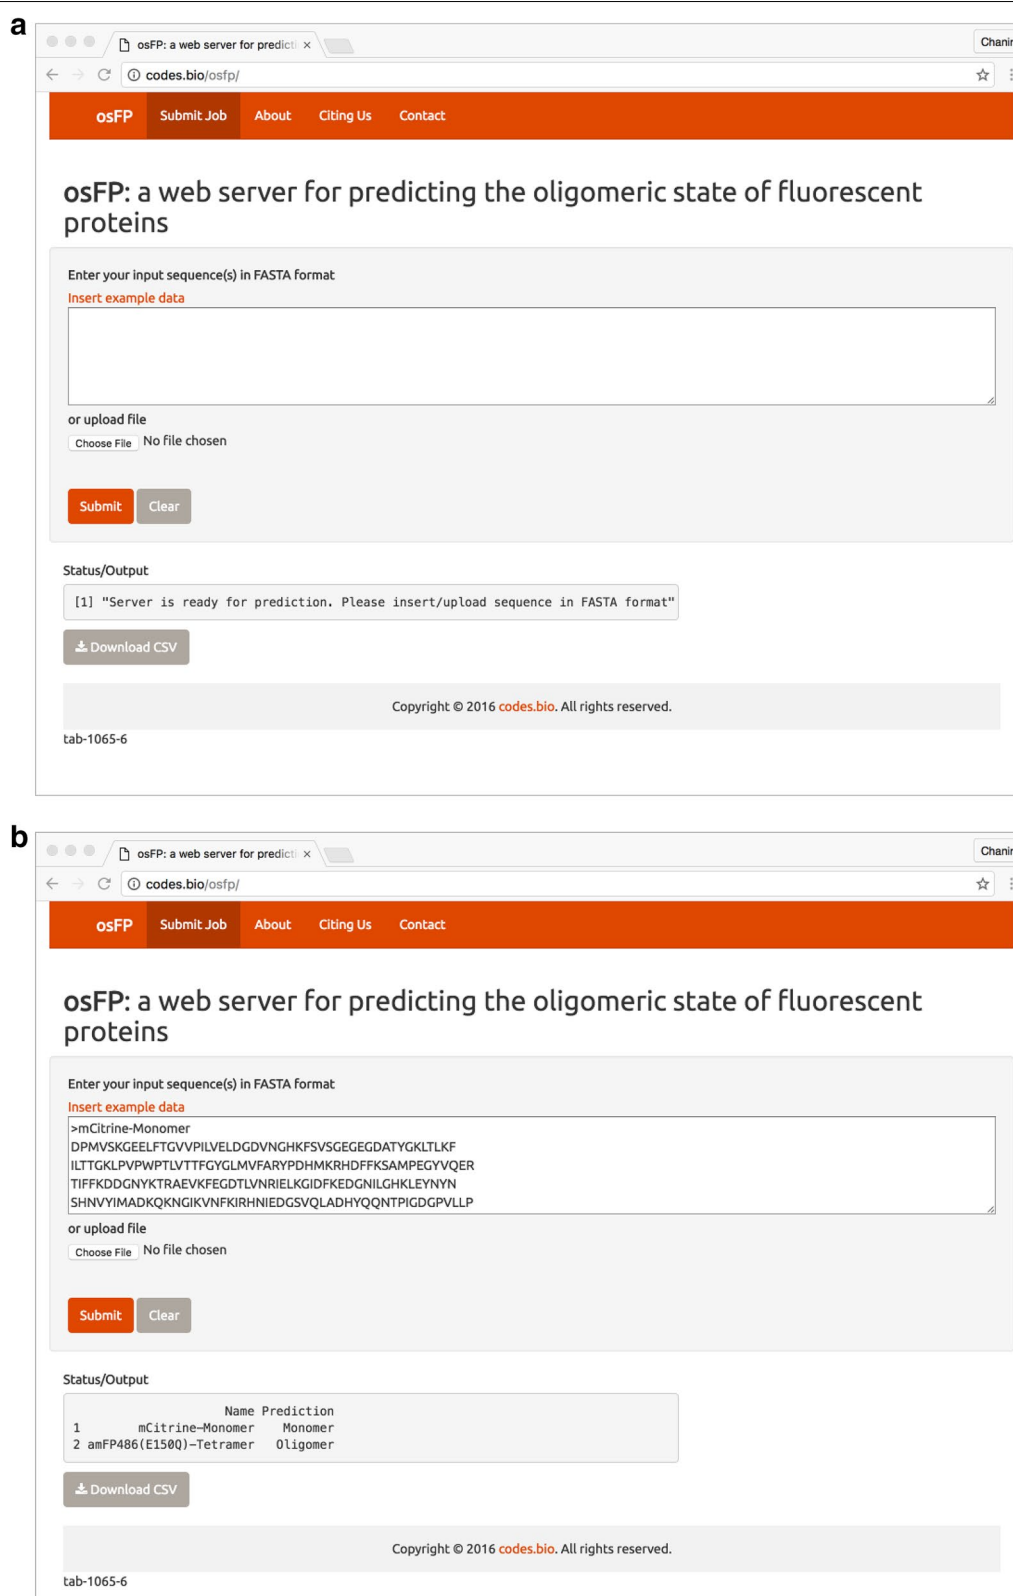 a
osFP: a web server for predicti ×
Chanin
codes.bio/osfp/
osFP Submit Job About Citing Us Contact
osFP: a web server for predicting the oligomeric state of fluorescent
proteins
Enter your input sequence(s) in FASTA format
Insert example data
or upload file
Choose File No file chosen
Submit Clear
Status/Output
[1] "Server is ready for prediction. Please insert/upload sequence in FASTA format"
Download CSV
Copyright © 2016 codes.bio. All rights reserved.
tab-1065-6
b
osFP: a web server for predicti ×
Chanin
codes.bio/osfp/
osFP Submit Job About Citing Us Contact
osFP: a web server for predicting the oligomeric state of fluorescent
proteins
Enter your input sequence(s) in FASTA format
Insert example data
>mCitrine-Monomer
DPMVSKGEELFTGVVPILVELDGDVNGHKFSVSGEGEGDATYGKLTLKF
ILTTGKLPVPWPTLVTTFGYGLMVFARYPDHMKRHDFFKSAMPEGYVQER
TIFFKDDGNYKTRAEVKFEGDTLVNRIELKGIDFKEDGNILGHKLEYNYN
SHNVYIMADKQKNGIKVNFKIRHNIEDGSVQLADHYQQNTPIGDGPVLLP
or upload file
Choose File No file chosen
Submit Clear
Status/Output
Name Prediction
1 mCitrine-Monomer Monomer
2 amFP486(E150Q)-Tetramer Oligomer
Download CSV
Copyright © 2016 codes.bio. All rights reserved.
tab-1065-6